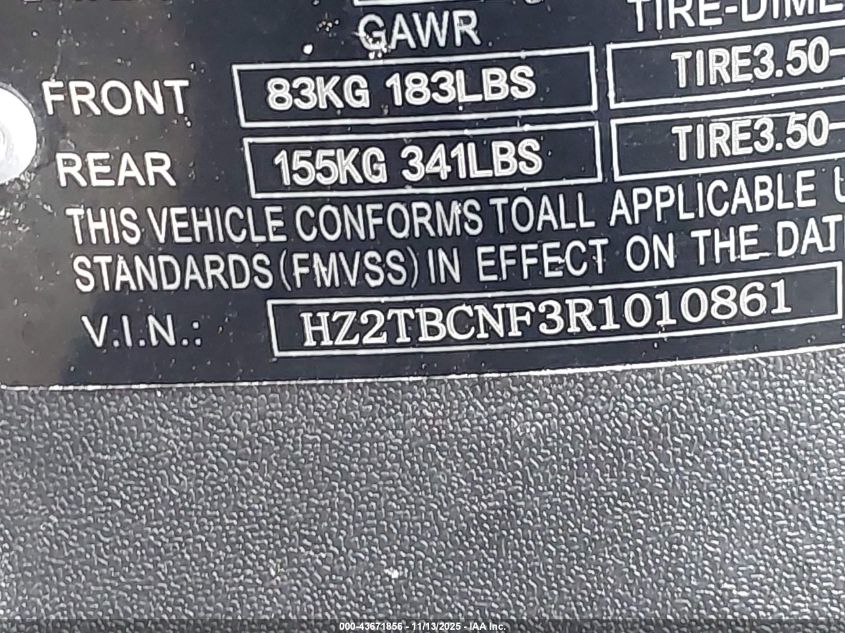 GAWR TIRE-DIME
FRONT 83KG 183LBS TIRE3.50-
REAR 155KG 341LBS TIRE3.50-
THIS VEHICLE CONFORMS TOALL APPLICABLE U
STANDARDS (FMVSS) IN EFFECT ON THE DAT
V.I.N.: HZ2TBCNF3R1010861
000-43671856 - 11/13/2025 - IAA Inc.